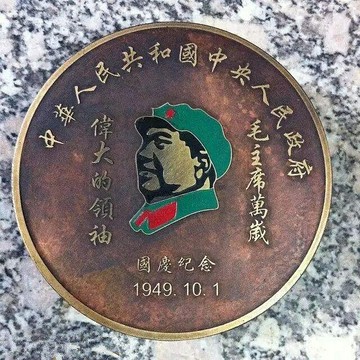 中華人民共和國中央人民政府
偉大的領袖
毛主席萬歲
國慶紀念
1949.10.1